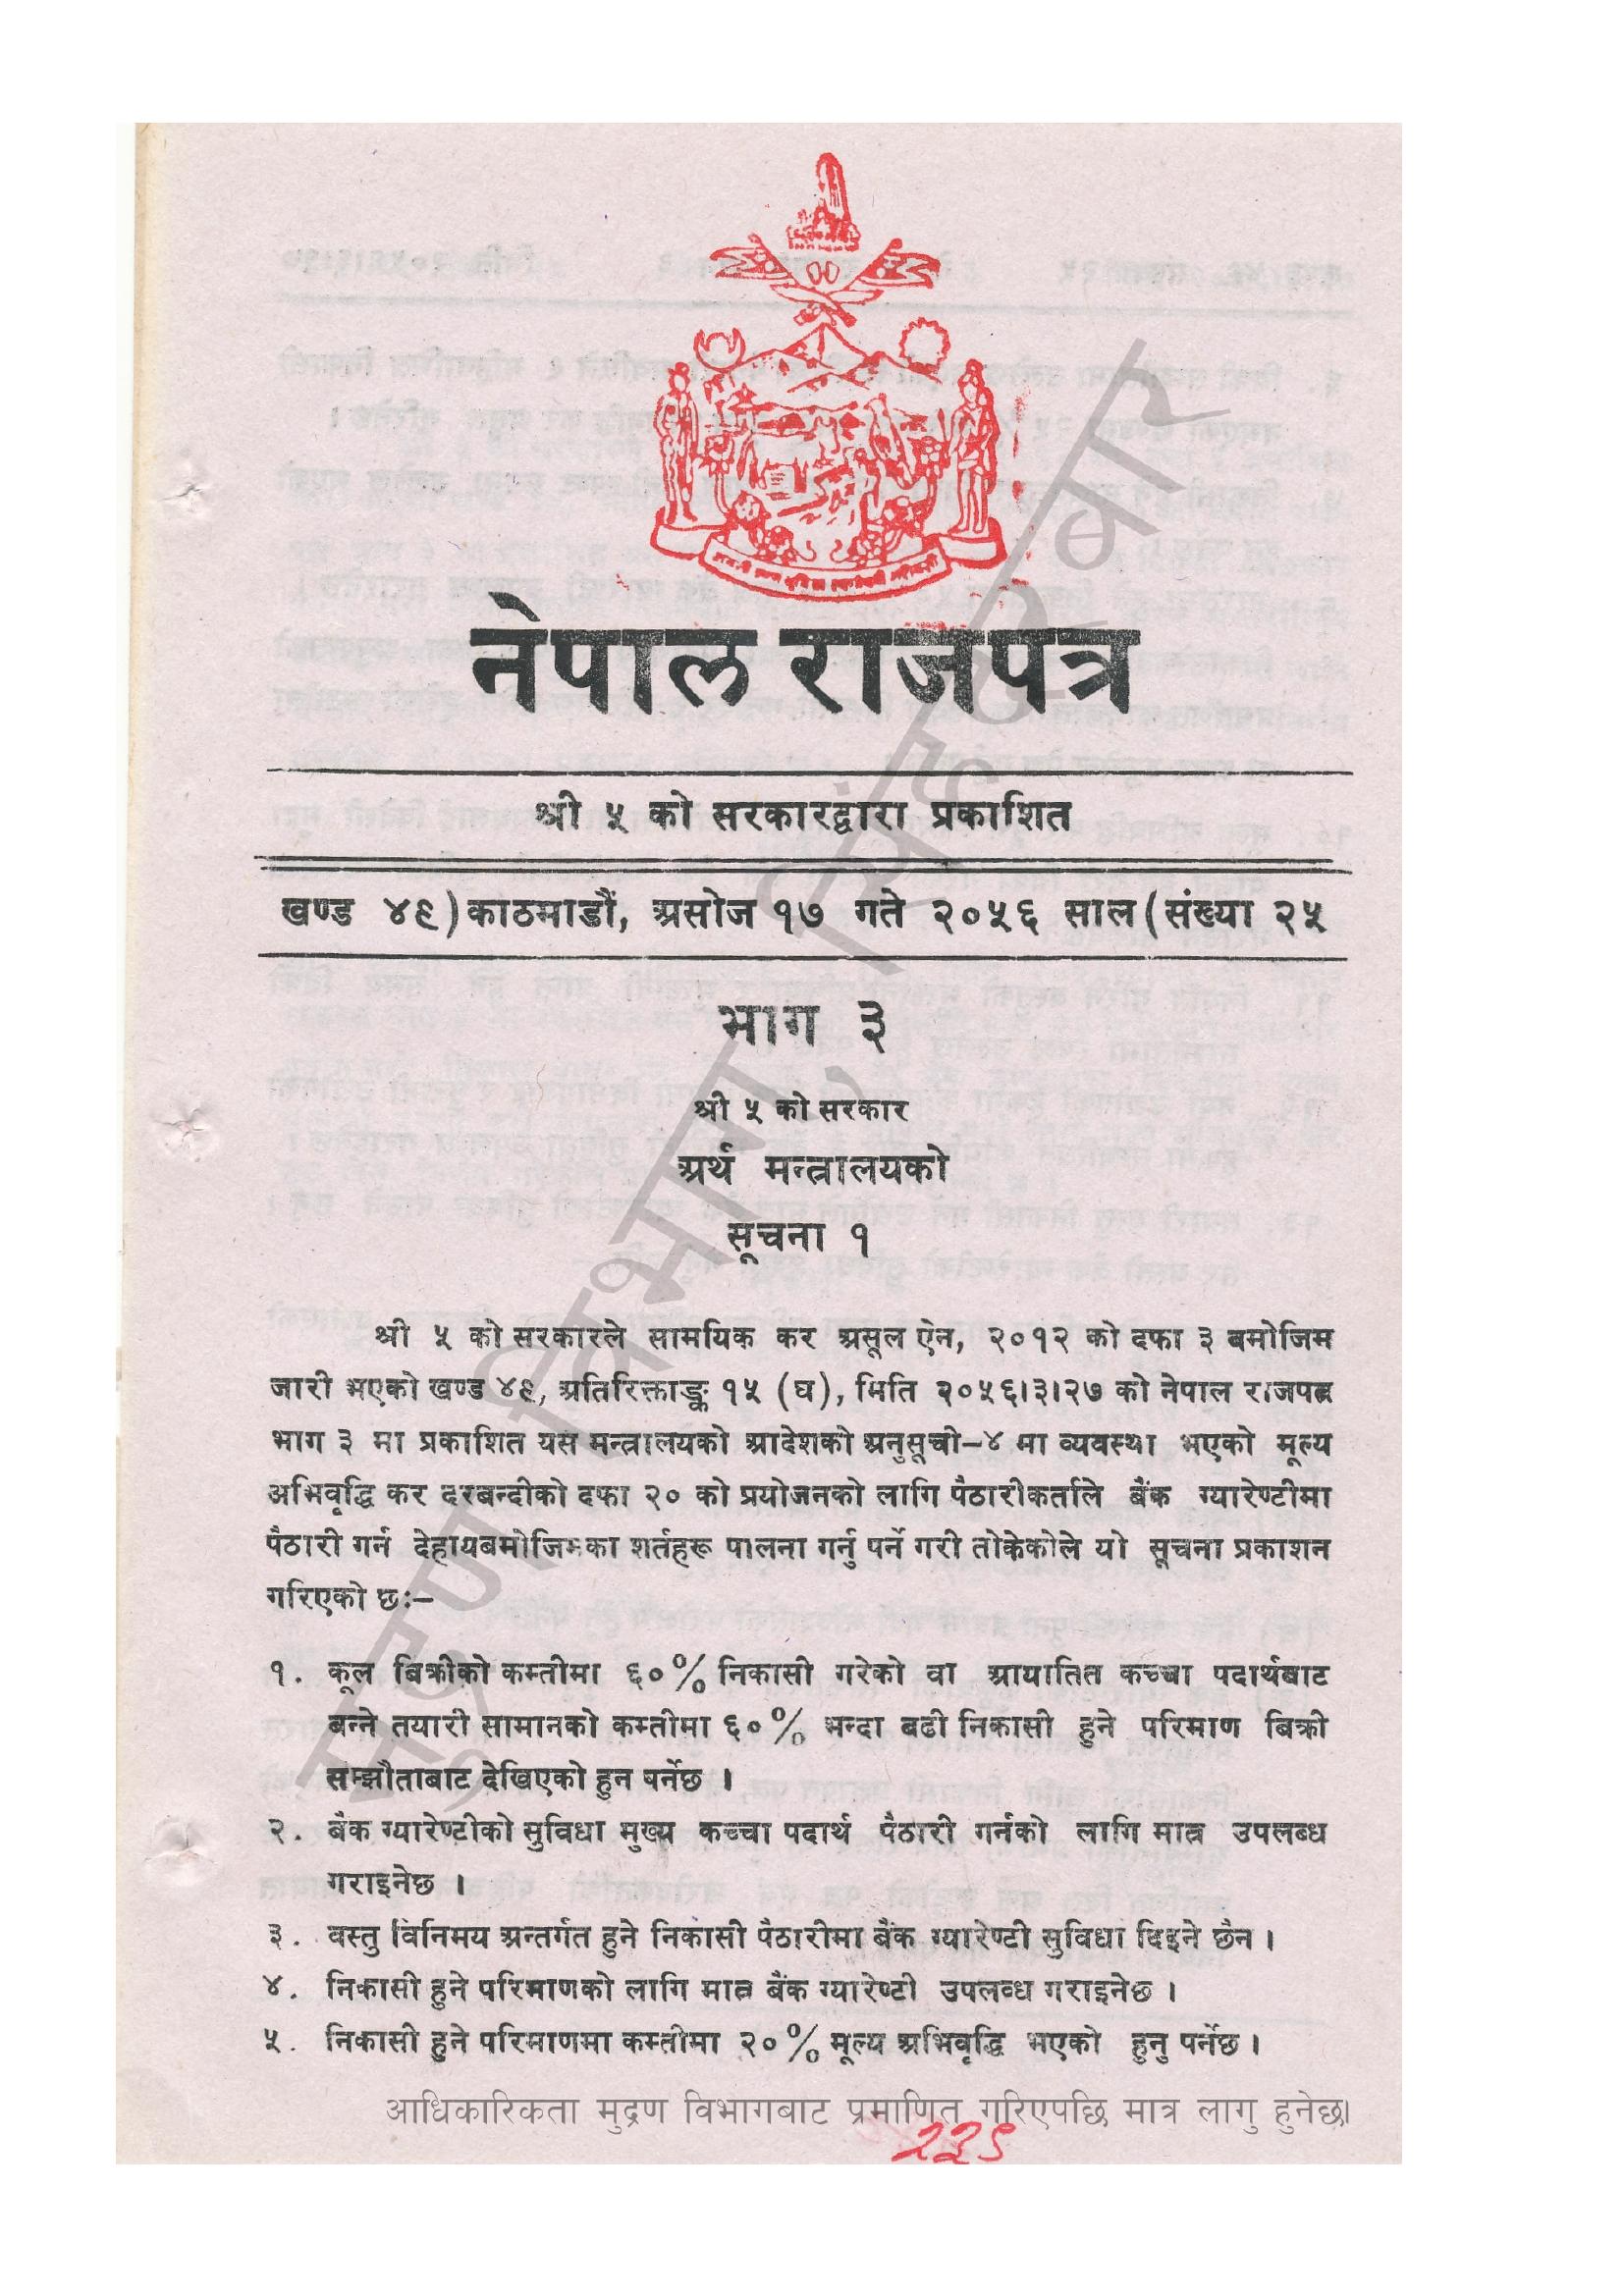 नेपाल राजपत्र
श्री ५ को सरकारद्वारा प्रकाशित
खण्ड ४९) काठमाडौं, असोज १७ गते २०५६ साल (संख्या २५
भाग ३
श्री ५ को सरकार
अर्थ मन्त्रालयको
सूचना १
श्री ५ को सरकारले सामयिक कर असूल ऐन, २०१२ को दफा ३ बमोजिम
जारी भएको खण्ड ४९, अतिरिक्ताङ्क १५ (घ), मिति २०५६।३।२७ को नेपाल राजपत्र
भाग ३ मा प्रकाशित यस मन्त्रालयको आदेशको अनुसूची–४ मा व्यवस्था भएको मूल्य
अभिवृद्धि कर दरबन्दीको दफा २० को प्रयोजनको लागि पैठारीकर्ताले बैंक ग्यारेण्टीमा
पैठारी गर्न देहायबमोजिमका शर्तहरू पालना गर्नु पर्ने गरी तोकेकोले यो सूचना प्रकाशन
गरिएको छः–
१. कूल बिक्रीको कम्तीमा ६०% निकासी गरेको वा आयातित कच्चा पदार्थबाट
बन्ने तयारी सामानको कम्तीमा ६०% भन्दा बढी निकासी हुने परिमाण बिक्री
सम्झौताबाट देखिएको हुन पर्नेछ ।
२. बैंक ग्यारेण्टीको सुविधा मुख्य कच्चा पदार्थ पैठारी गर्नको लागि मात्र उपलब्ध
गराइनेछ ।
३. वस्तु विनिमय अन्तर्गत हुने निकासी पैठारीमा बैंक ग्यारेण्टी सुविधा दिइने छैन ।
४. निकासी हुने परिमाणको लागि मात्र बैंक ग्यारेण्टी उपलब्ध गराइनेछ ।
५. निकासी हुने परिमाणमा कम्तीमा २०% मूल्य अभिवृद्धि भएको हुनु पर्नेछ ।
आधिकारिकता मुद्रण विभागबाट प्रमाणित गरिएपछि मात्र लागु हुनेछ।
मुद्रण विभाग, सिंहदरबार